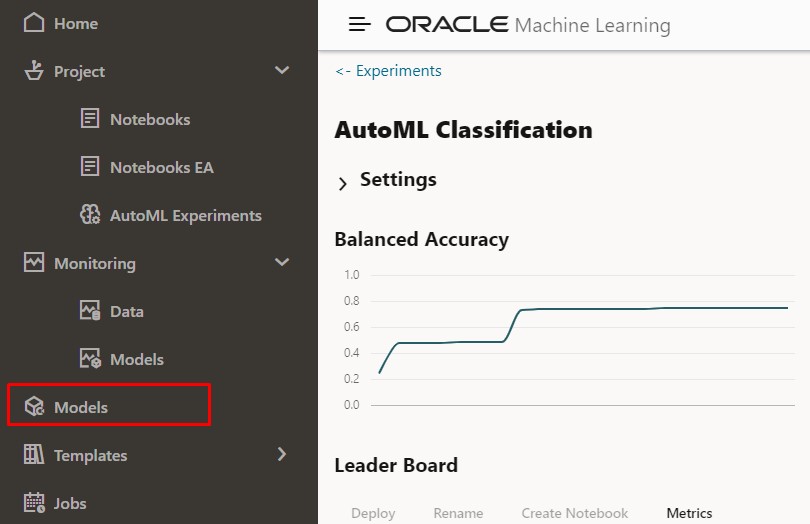 Home
Project
Notebooks
Notebooks EA
AutoML Experiments
Monitoring
Data
Models
Models
Templates
Jobs
ORACLE Machine Learning
<- Experiments
AutoML Classification
Settings
Balanced Accuracy
1.0
0.8
0.6
0.4
0.2
0.0
Leader Board
Deploy Rename Create Notebook Metrics